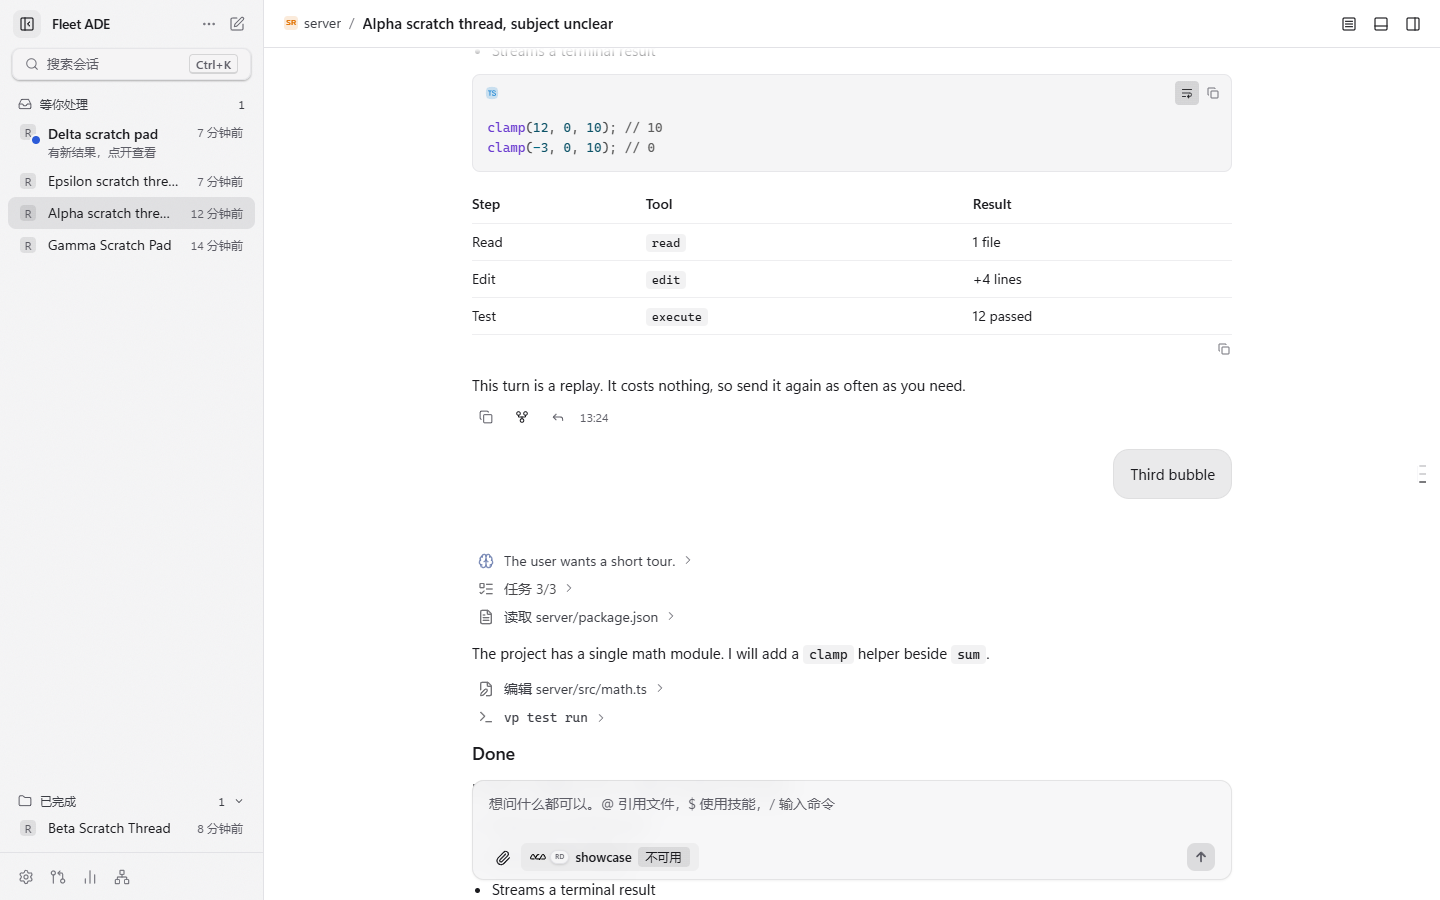 Fleet ADE
搜索会话 Ctrl+K
等你处理 1
R Delta scratch pad 7 分钟前
有新结果，点开查看
R Epsilon scratch thre... 7 分钟前
R Alpha scratch thre... 12 分钟前
R Gamma Scratch Pad 14 分钟前
已完成 1
R Beta Scratch Thread 8 分钟前
SR server / Alpha scratch thread, subject unclear
Streams a terminal result
TS
clamp(12, 0, 10); // 10
clamp(−3, 0, 10); // 0
Step Tool Result
Read read 1 file
Edit edit +4 lines
Test execute 12 passed
This turn is a replay. It costs nothing, so send it again as often as you need.
13:24
Third bubble
The user wants a short tour.
任务 3/3
读取 server/package.json
The project has a single math module. I will add a clamp helper beside sum.
编辑 server/src/math.ts
vp test run
Done
想问什么都可以。@ 引用文件，$ 使用技能，/ 输入命令
RD showcase 不可用
Streams a terminal result